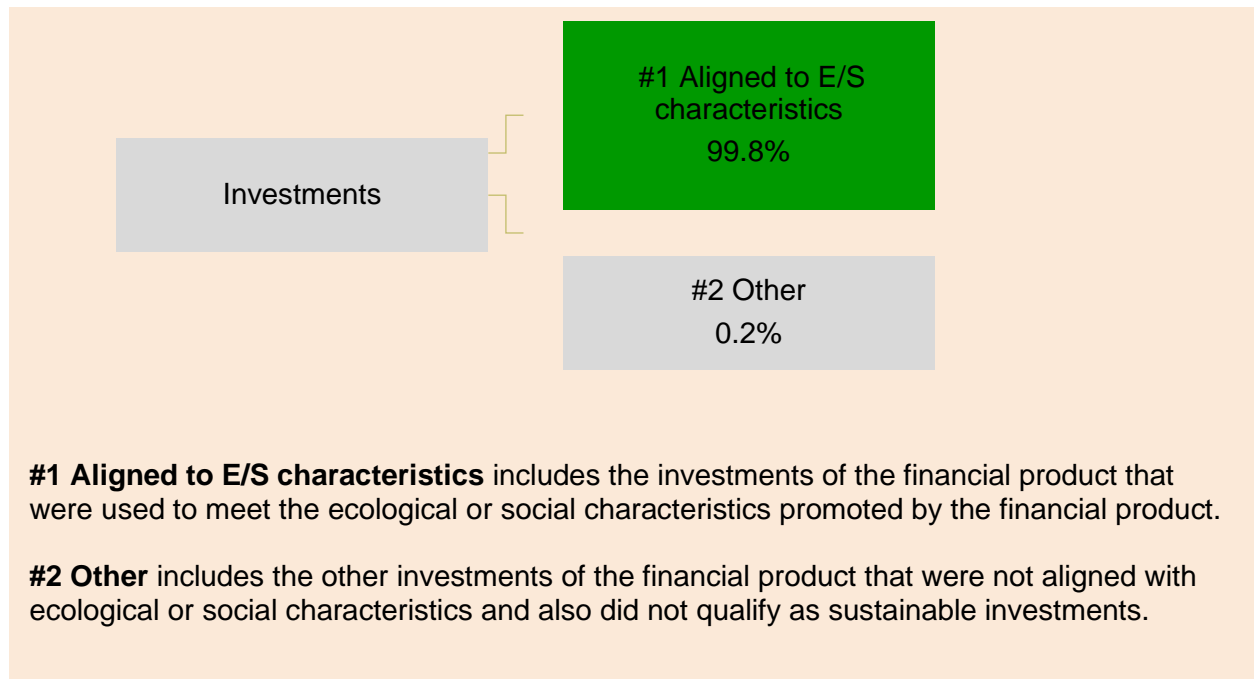 #1 Aligned to E/S
characteristics
99.8%
Investments
#2 Other
0.2%
#1 Aligned to E/S characteristics includes the investments of the financial product that
were used to meet the ecological or social characteristics promoted by the financial product.
#2 Other includes the other investments of the financial product that were not aligned with
ecological or social characteristics and also did not qualify as sustainable investments.